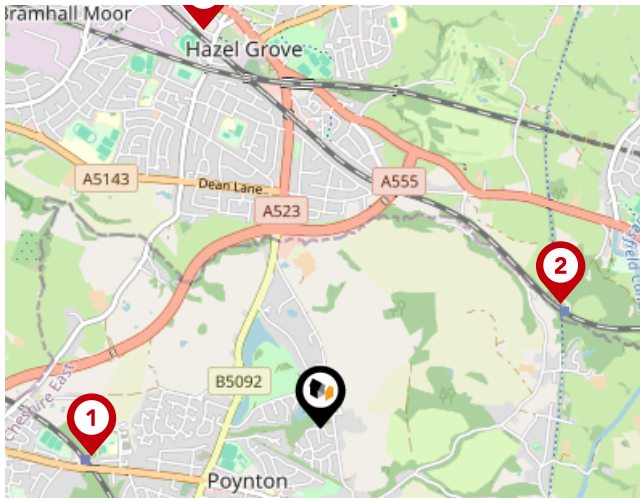 Bramhall Moor
Hazel Grove
A5143
Dean Lane
A555
A523
2
B5092
Cheshire East
1
Poynton